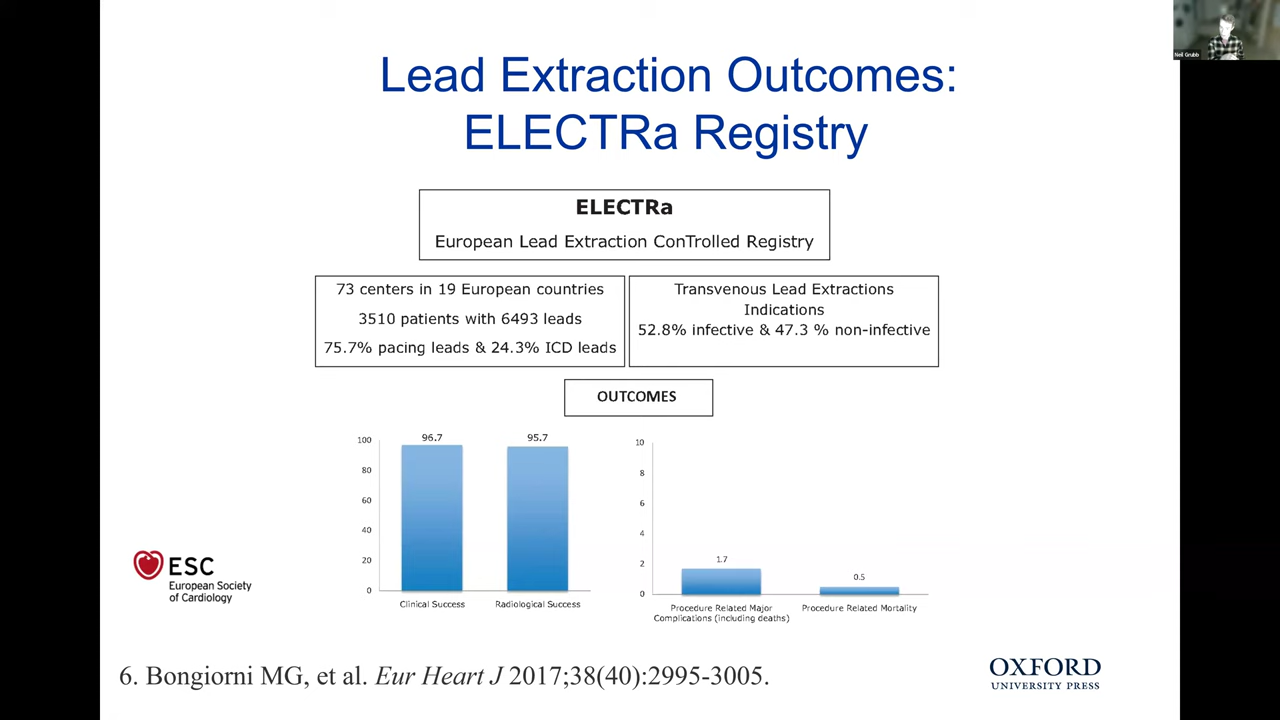 Neil Grubb
Lead Extraction Outcomes:
ELECTRa Registry
ELECTRa
European Lead Extraction ConTrolled Registry
73 centers in 19 European countries
3510 patients with 6493 leads
75.7% pacing leads & 24.3% ICD leads
Transvenous Lead Extractions
Indications
52.8% infective & 47.3 % non-infective
OUTCOMES
100
80
60
40
20
0
96.7
95.7
Clinical Success
Radiological Success
10
8
6
4
2
0
1.7
0.5
Procedure Related Major
Complications (including deaths)
Procedure Related Mortality
ESC
European Society
of Cardiology
6. Bongiorni MG, et al. Eur Heart J 2017;38(40):2995-3005.
OXFORD
UNIVERSITY PRESS